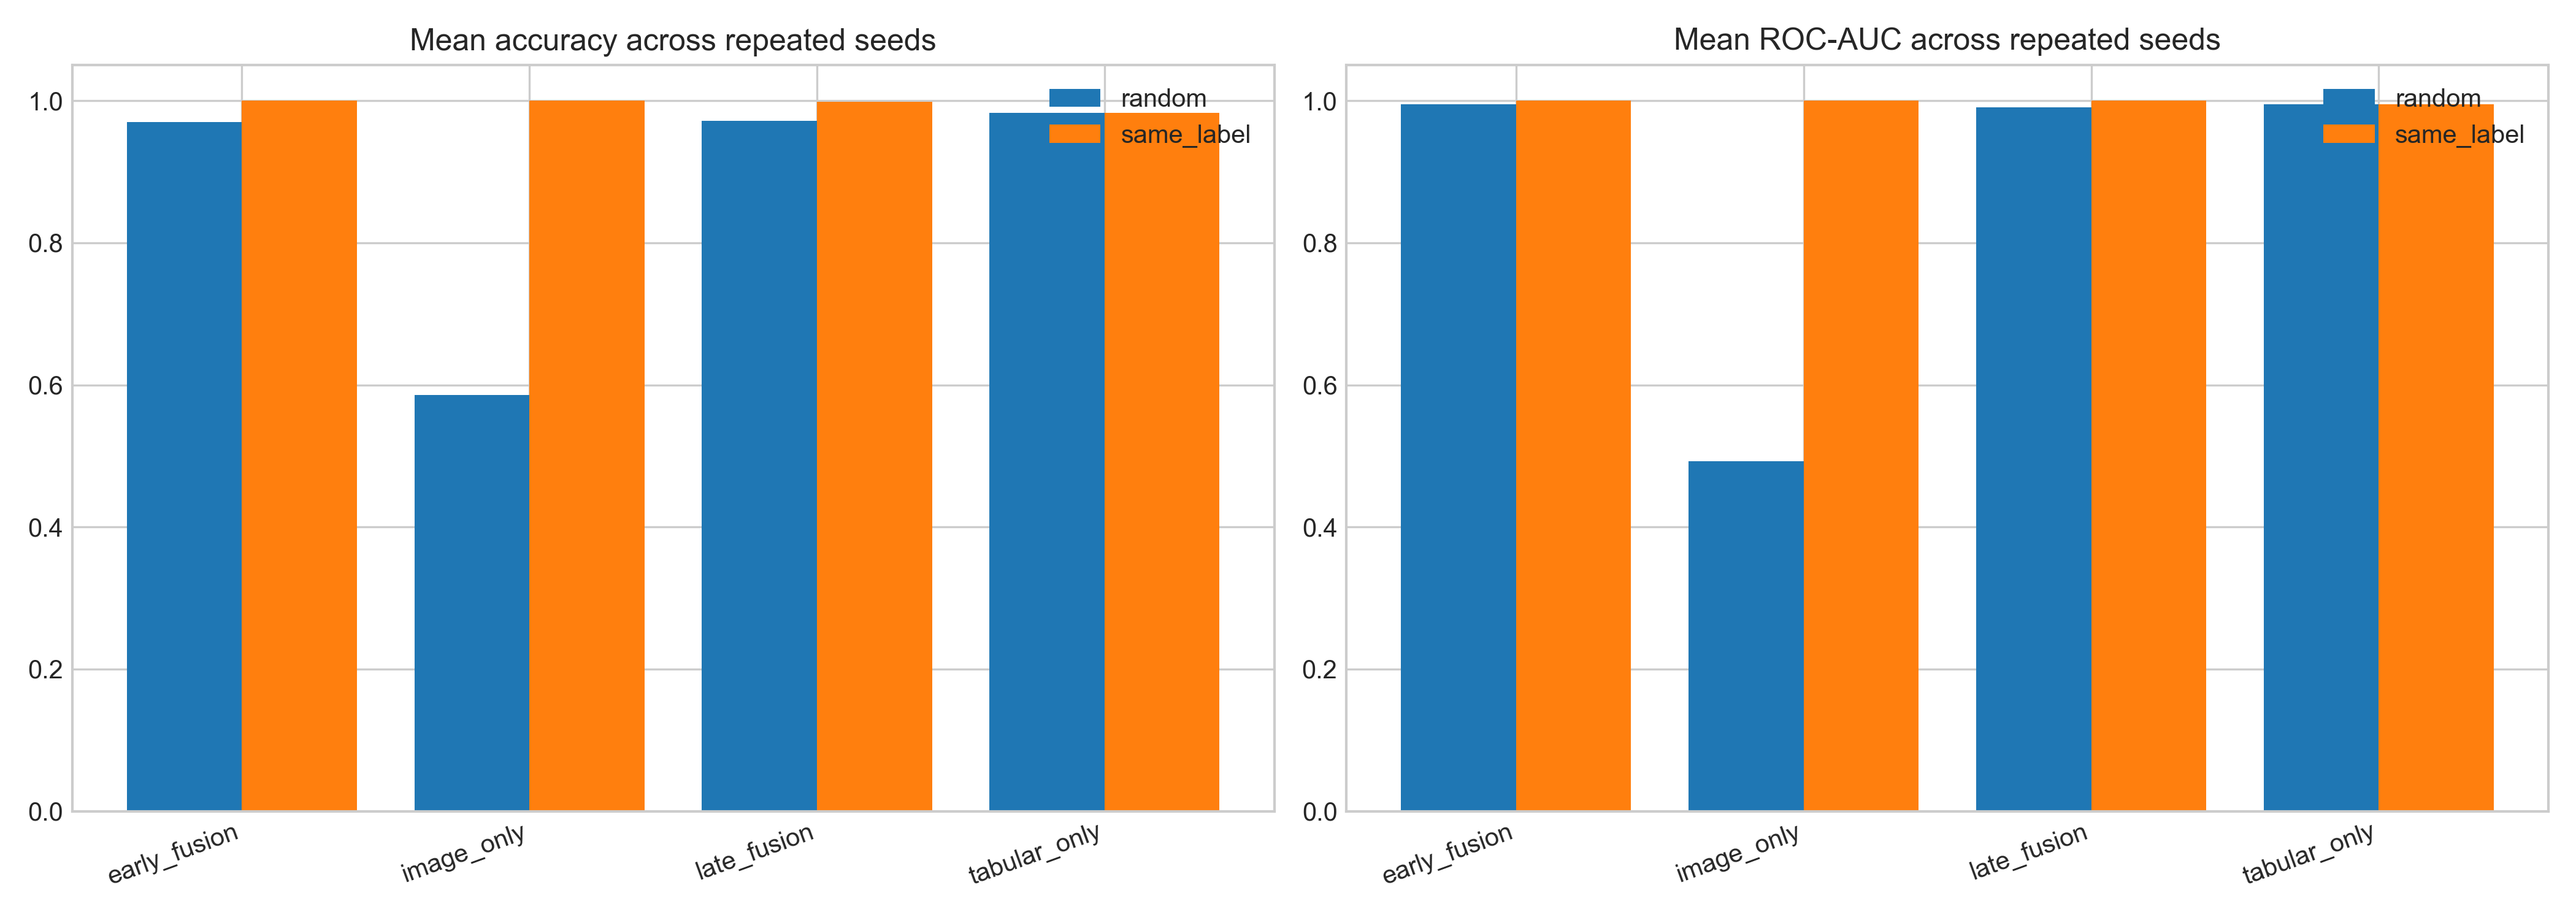 Mean accuracy across repeated seeds
1.0
0.8
0.6
0.4
0.2
0.0
random
same_label
early_fusion
image_only
late_fusion
tabular_only
Mean ROC-AUC across repeated seeds
1.0
0.8
0.6
0.4
0.2
0.0
random
same_label
early_fusion
image_only
late_fusion
tabular_only